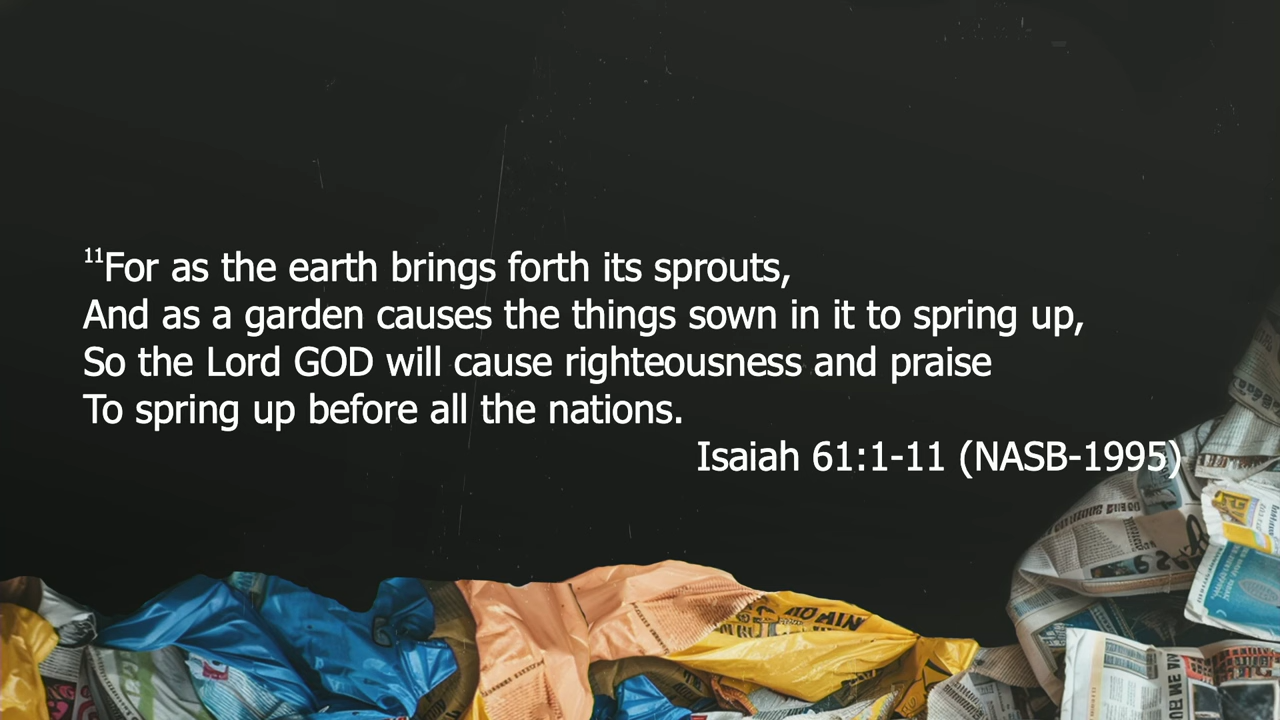 11For as the earth brings forth its sprouts,
And as a garden causes the things sown in it to spring up,
So the Lord GOD will cause righteousness and praise
To spring up before all the nations.
Isaiah 61:1-11 (NASB-1995)